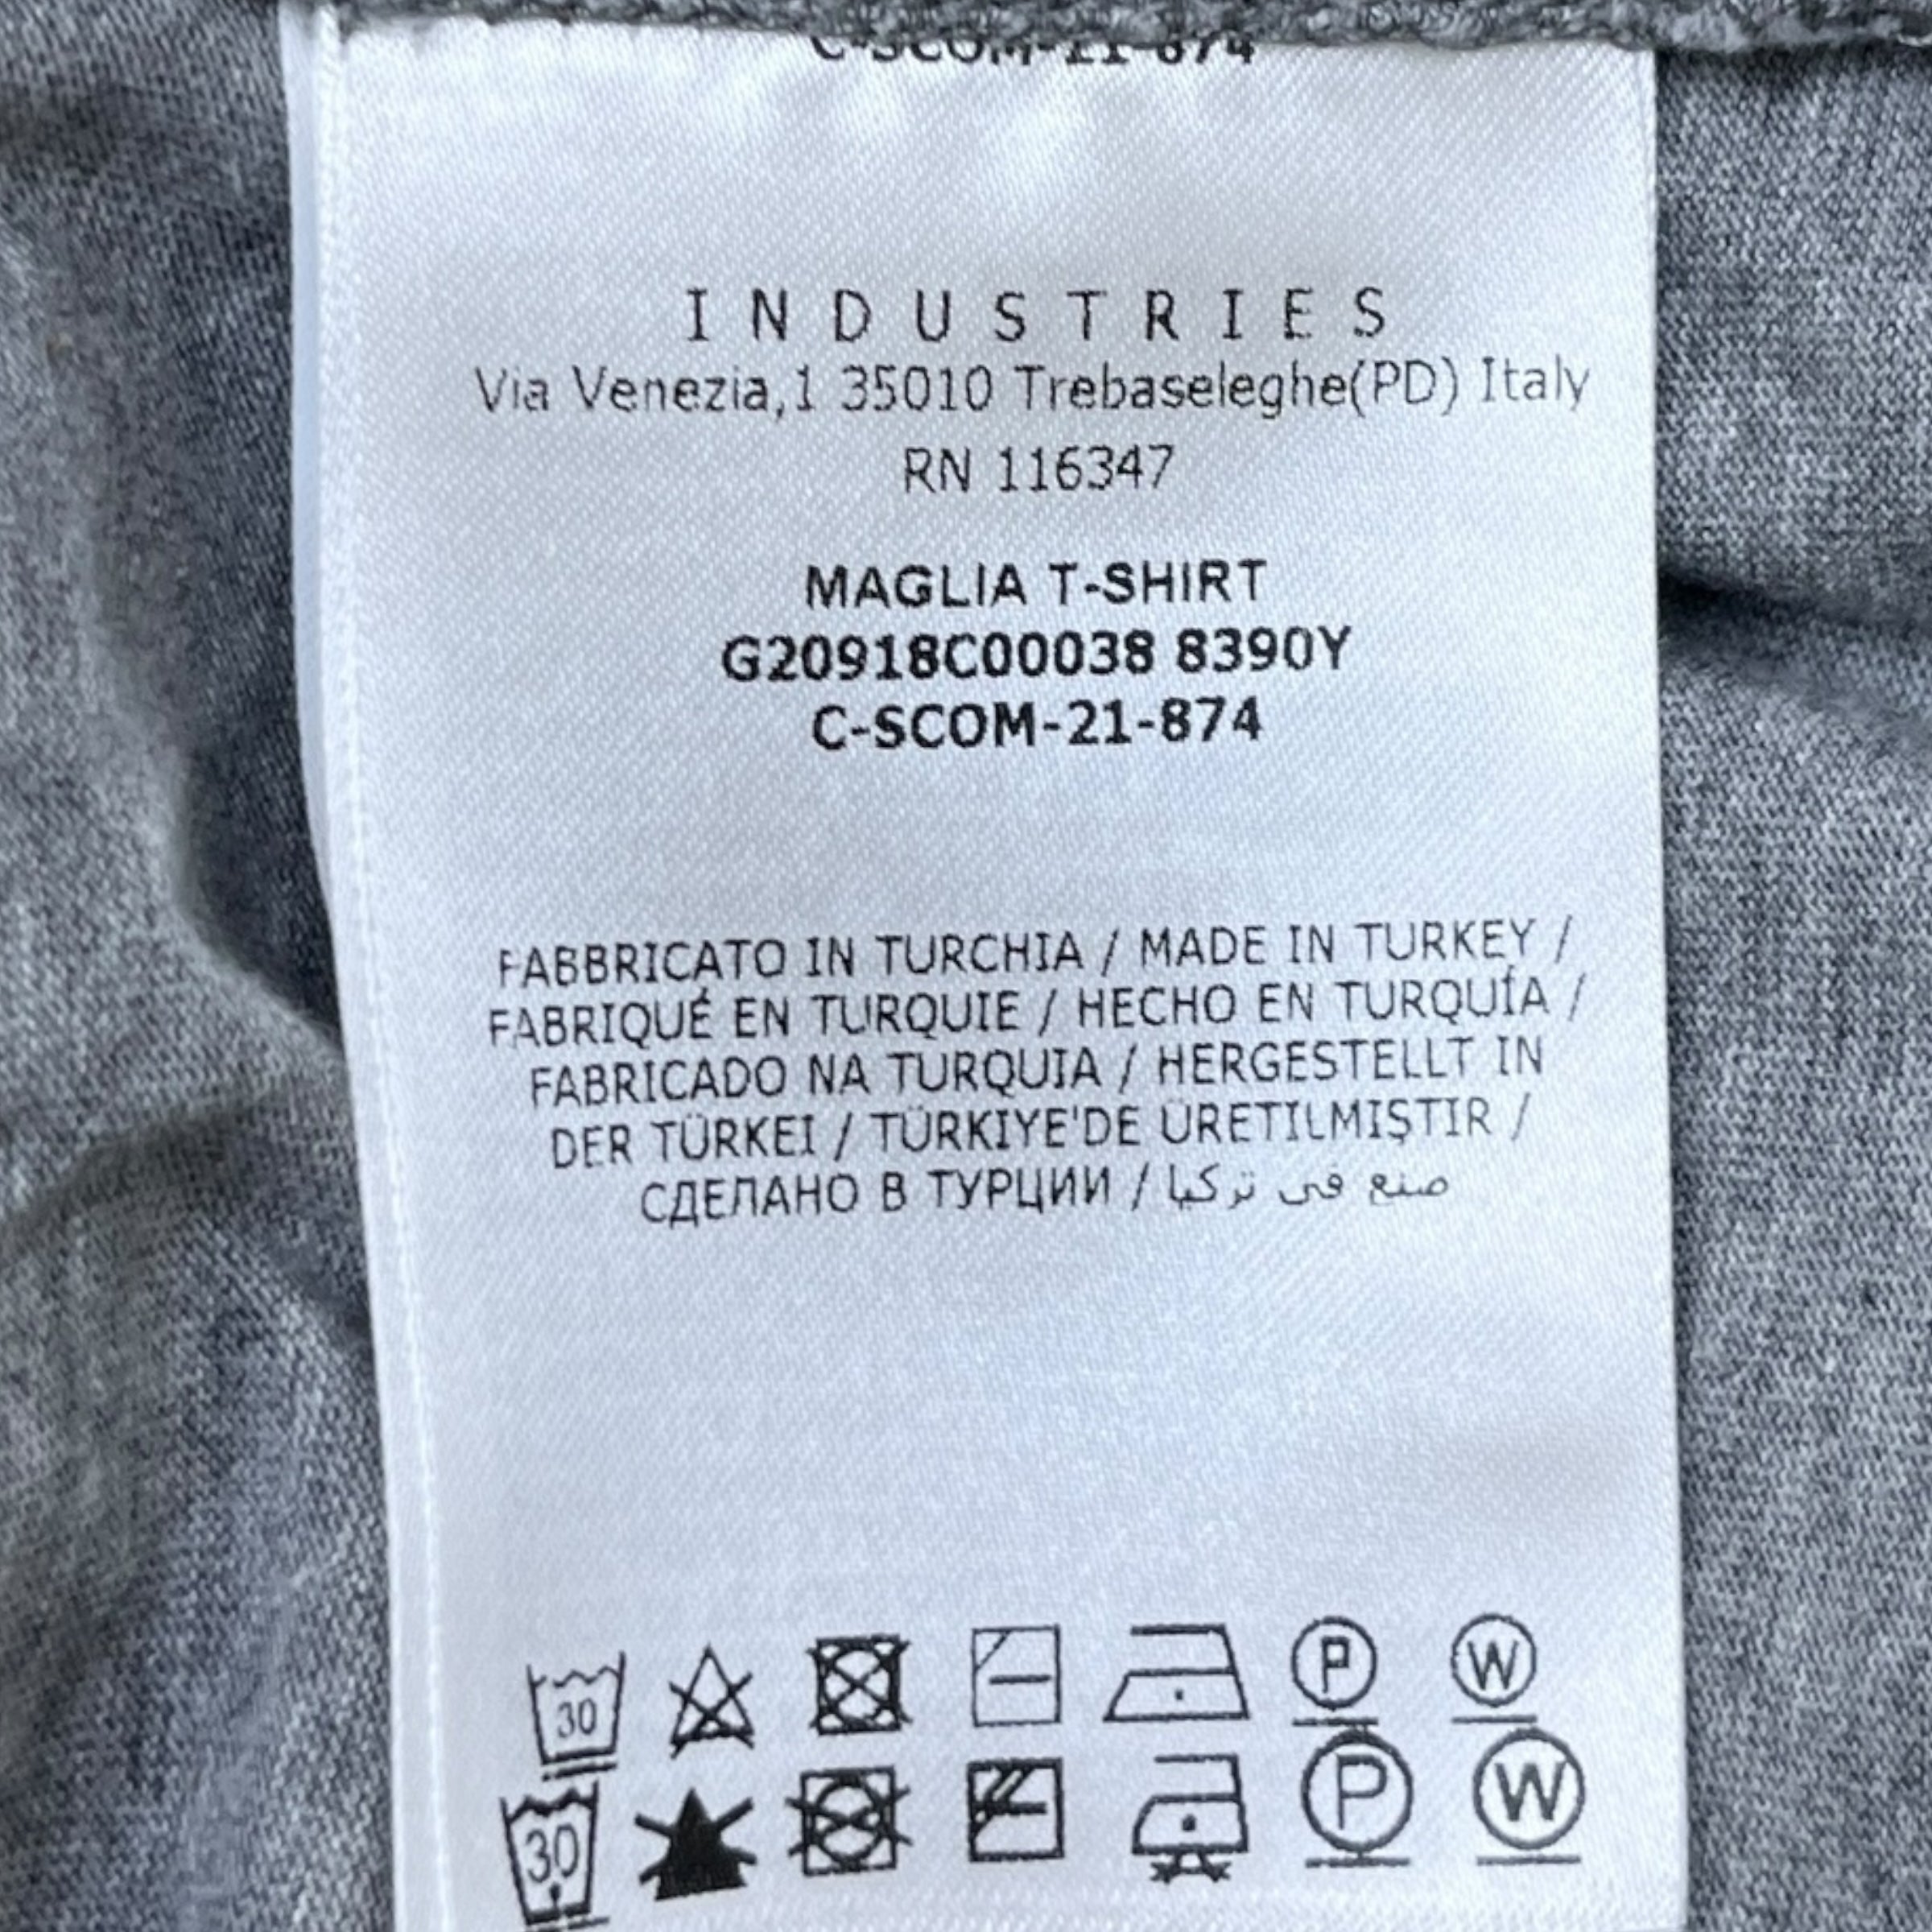 C-SCOM-21-874
INDUSTRIES
Via Venezia,1 35010 Trebaseleghe(PD) Italy
RN 116347
MAGLIA T-SHIRT
G20918C00038 8390Y
C-SCOM-21-874
FABBRICATO IN TURCHIA / MADE IN TURKEY /
FABRIQUÉ EN TURQUIE / HECHO EN TURQUÍA /
FABRICADO NA TURQUIA / HERGESTELLT IN
DER TÜRKEI / TÜRKIYE'DE ÜRETILMIŞTIR /
СДЕЛАНО В ТУРЦИИ / صنع في تركيا
30 P W
30 P W